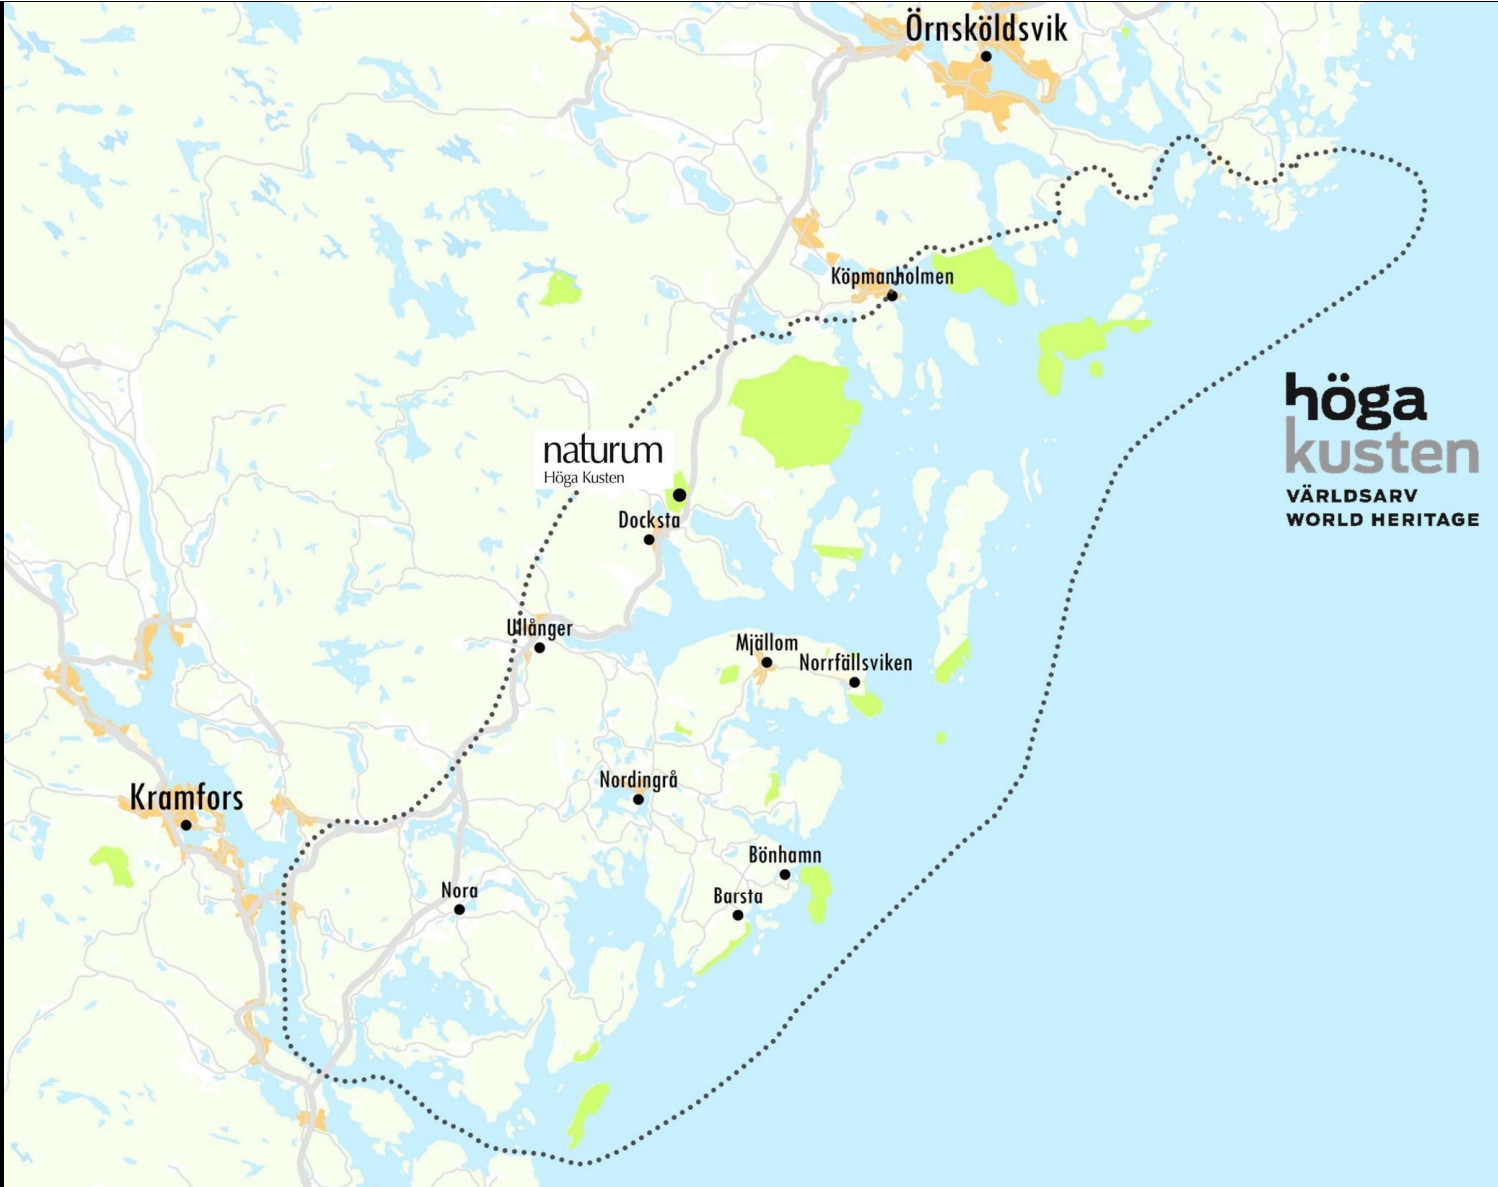 Örnsköldsvik
Köpmanholmen
höga
kusten
VÄRLDSARV
WORLD HERITAGE
naturum
Höga Kusten
Docksta
Ullånger
Mjällom
Norrfällsviken
Nordingrå
Kramfors
Bönhamn
Nora
Barsta